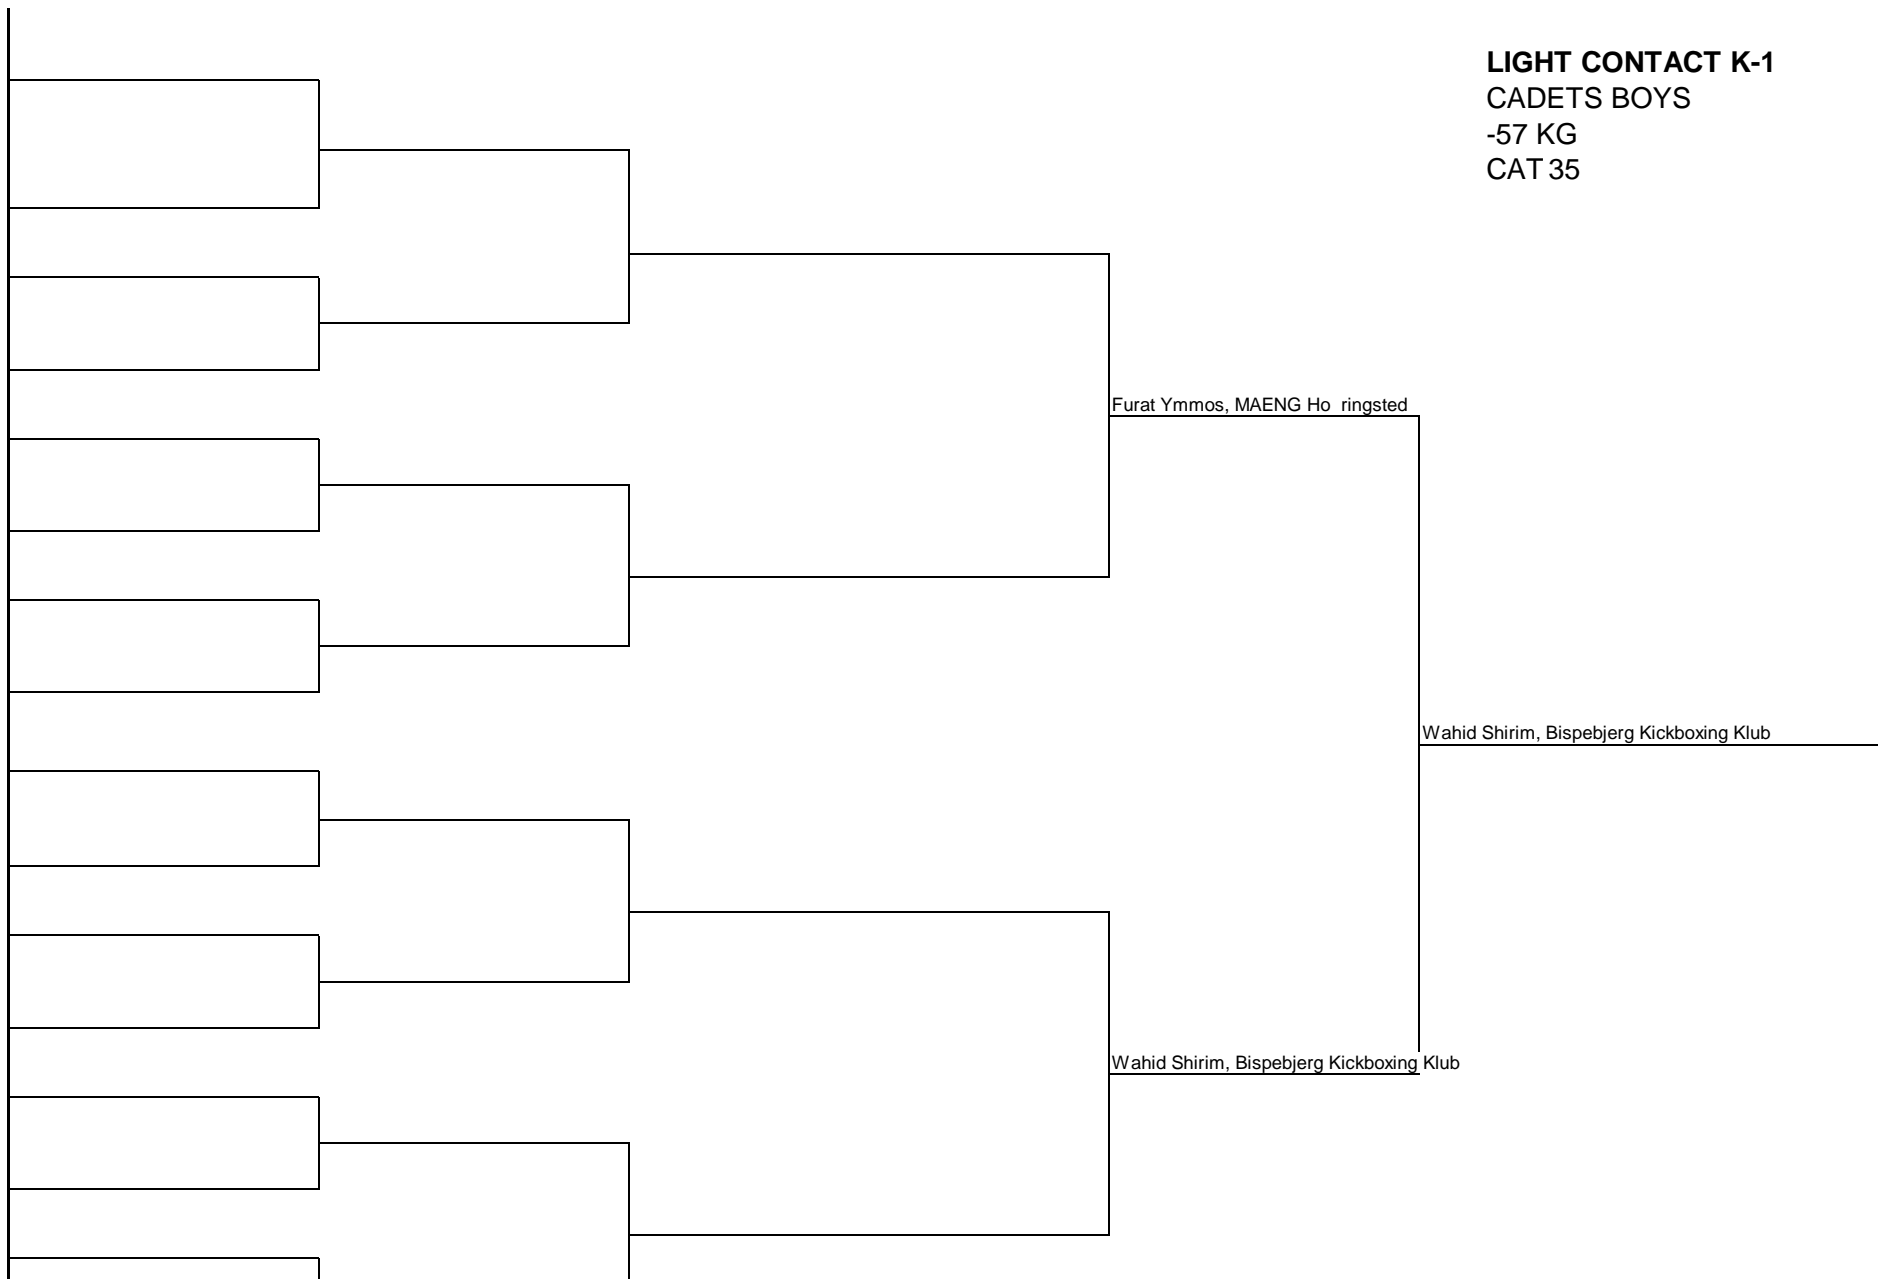 LIGHT CONTACT K-1
CADETS BOYS
-57 KG
CAT 35
Furat Ymmos, MAENG Ho  ringsted
Wahid Shirim, Bispebjerg Kickboxing Klub
Wahid Shirim, Bispebjerg Kickboxing Klub